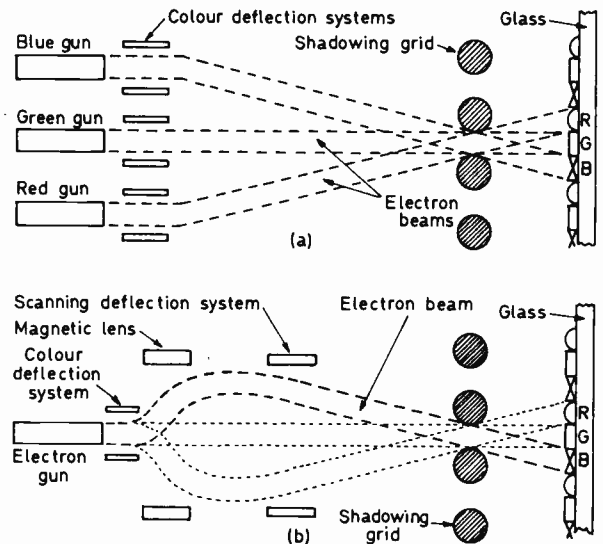 Colour deflection systems
Glass
Blue gun
Shadowing grid
Green gun
R
G
Red gun
B
Electron
beams
(a)
Scanning deflection system
Electron beam
Magnetic lens
Glass
Colour
deflection
system
R
G
B
Electron
gun
Shadowing
grid
(b)